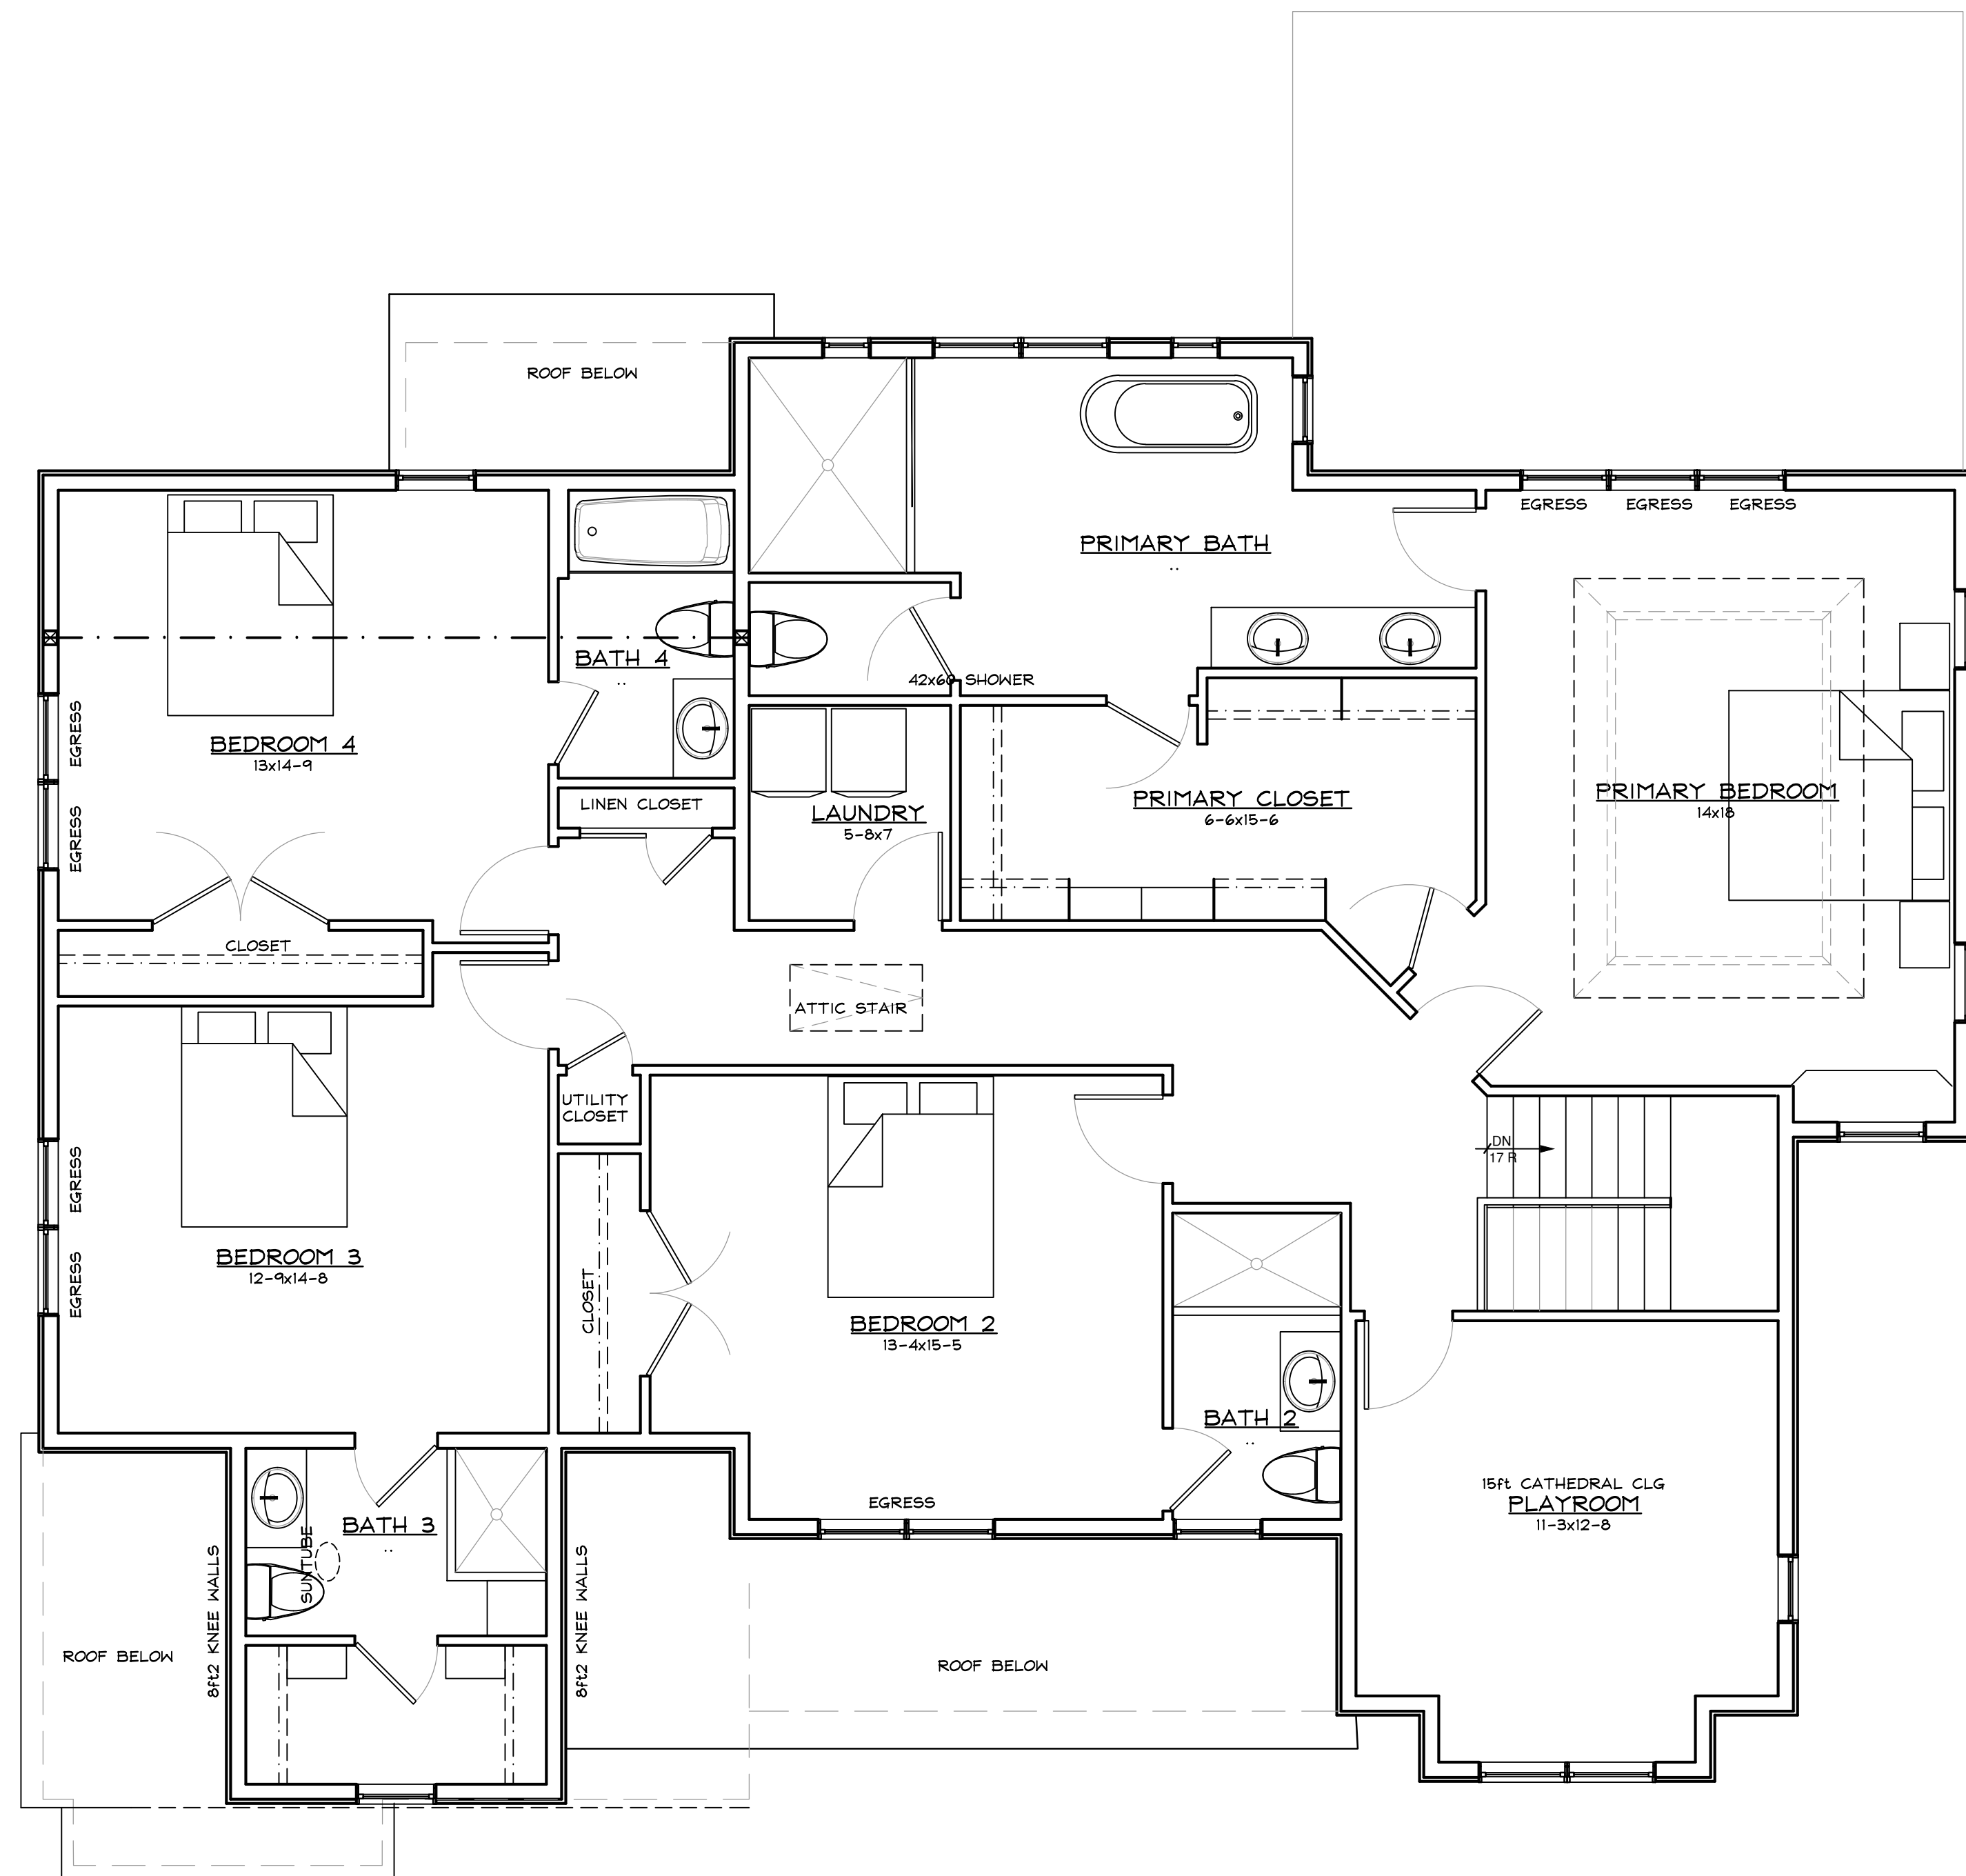 ROOF BELOW
EGRESS
EGRESS
EGRESS
PRIMARY BATH
..
BATH 4
..
42x60 SHOWER
EGRESS
EGRESS
BEDROOM 4
13x14-9
LINEN CLOSET
LAUNDRY
5-8x7
PRIMARY CLOSET
6-6x15-6
PRIMARY BEDROOM
14x18
CLOSET
ATTIC STAIR
UTILITY
CLOSET
DN
17 R
EGRESS
EGRESS
BEDROOM 3
12-9x14-8
CLOSET
BEDROOM 2
13-4x15-5
BATH 2
..
EGRESS
15ft CATHEDRAL CLG
PLAYROOM
11-3x12-8
BATH 3
..
SUNTUBE
8ft2 KNEE WALLS
8ft2 KNEE WALLS
ROOF BELOW
ROOF BELOW